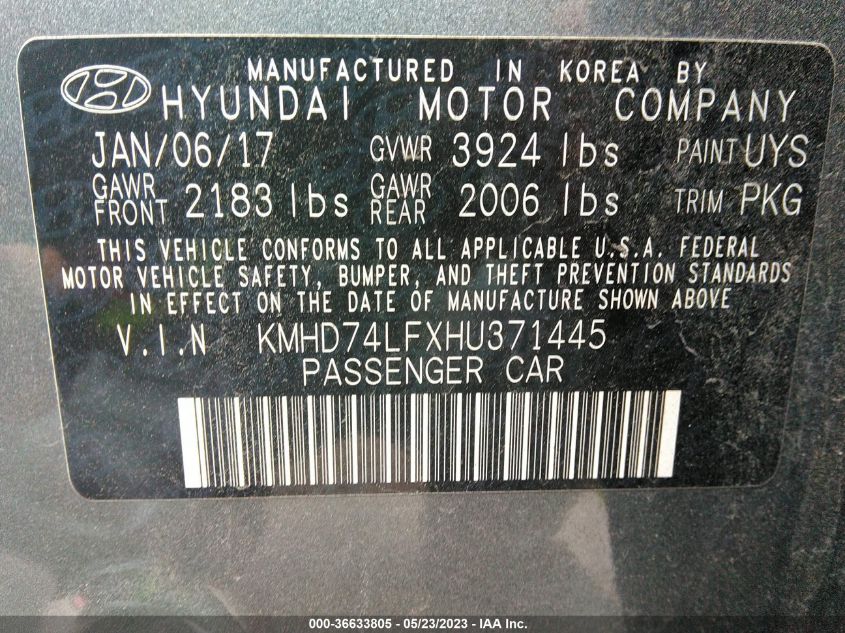 MANUFACTURED IN KOREA BY
HYUNDAI MOTOR COMPANY
JAN/06/17 GVWR 3924 lbs PAINT UYS
GAWR FRONT 2183 lbs GAWR REAR 2006 lbs TRIM PKG
THIS VEHICLE CONFORMS TO ALL APPLICABLE U.S.A. FEDERAL
MOTOR VEHICLE SAFETY, BUMPER, AND THEFT PREVENTION STANDARDS
IN EFFECT ON THE DATE OF MANUFACTURE SHOWN ABOVE
V.I.N KMHD74LFXHU371445
PASSENGER CAR
000-36633805 - 05/23/2023 - IAA Inc.